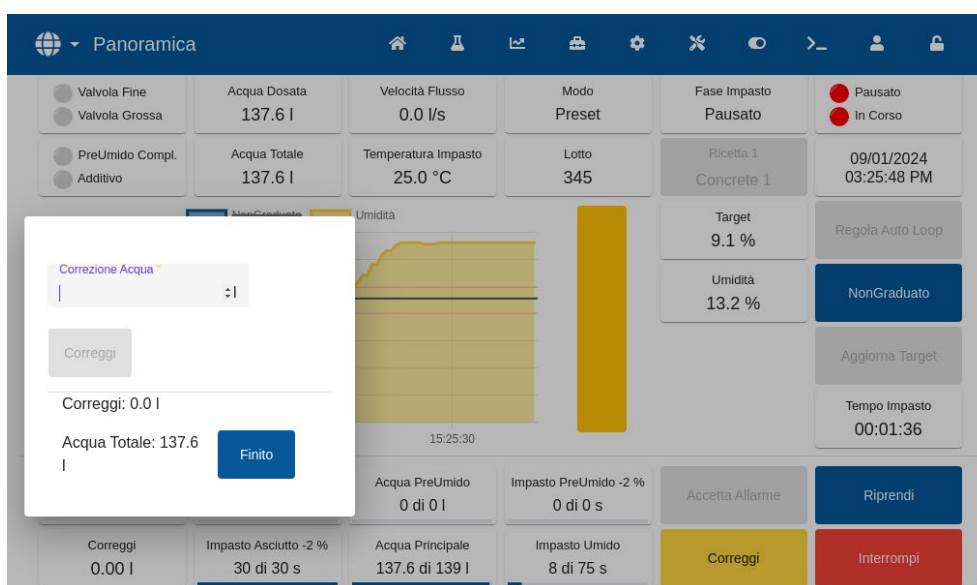 Panoramica
Valvola Fine
Valvola Grossa
Acqua Dosata
137.6 l
Velocità Flusso
0.0 l/s
Modo
Preset
Fase Impasto
Pausato
Pausato
In Corso
PreUmido Compl.
Additivo
Acqua Totale
137.6 l
Temperatura Impasto
25.0 °C
Lotto
345
Ricetta 1
Concrete 1
09/01/2024
03:25:48 PM
NonGraduato
Umidità
Target
9.1 %
Regola Auto Loop
Umidità
13.2 %
NonGraduato
Aggiorna Target
Tempo Impasto
00:01:36
15:25:30
Correzione Acqua *
l
Correggi
Correggi: 0.0 l
Acqua Totale: 137.6
l
Finito
Acqua PreUmido
0 di 0 l
Impasto PreUmido -2 %
0 di 0 s
Accetta Allarme
Riprendi
Correggi
0.00 l
Impasto Asciutto -2 %
30 di 30 s
Acqua Principale
137.6 di 139 l
Impasto Umido
8 di 75 s
Correggi
Interrompi